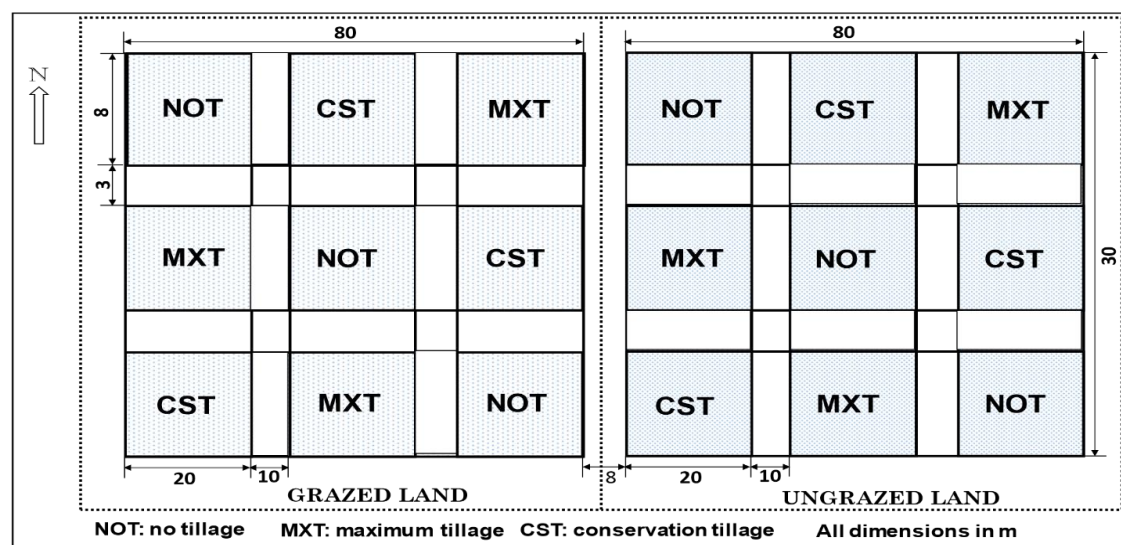 80 80
N
NOT CST MXT NOT CST MXT
8
3
MXT NOT CST MXT NOT CST
30
CST MXT NOT CST MXT NOT
20 10 8 20 10
GRAZED LAND UNGRAZED LAND
NOT: no tillage MXT: maximum tillage CST: conservation tillage All dimensions in m